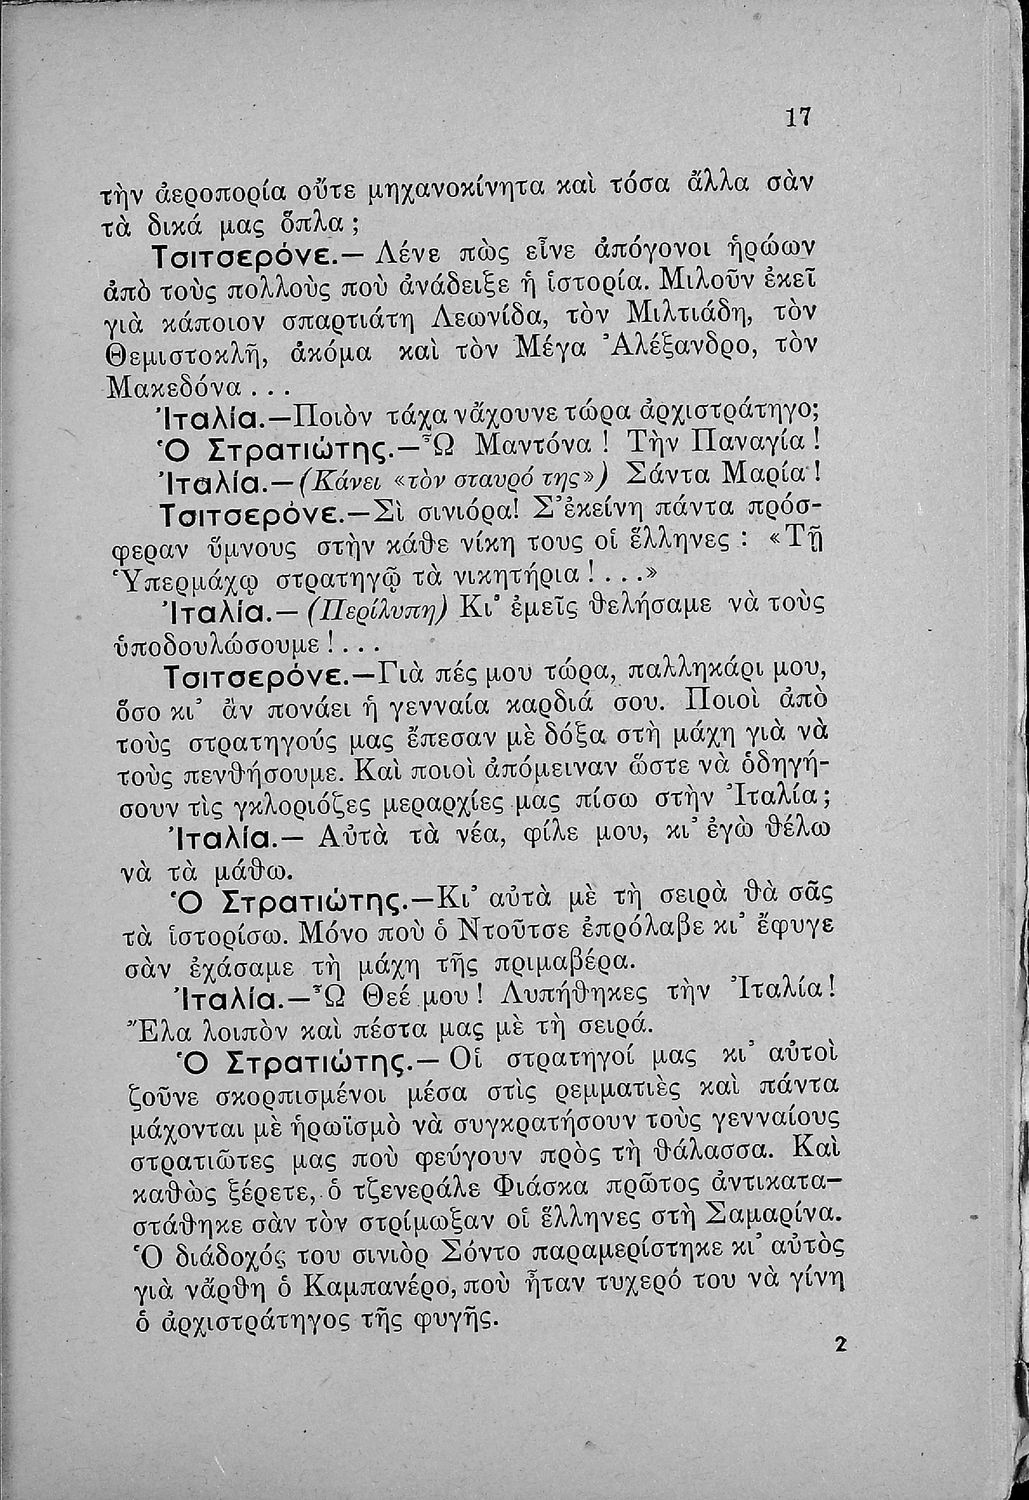 17
τὴν ἀεροπορία οὔτε μηχανοκίνητα καὶ τόσα ἄλλα σὰν
τὰ δικά μας ὅπλα ;
Τσιτσερόνε.— Λένε πὼς εἶνε ἀπόγονοι ἡρώων
ἀπὸ τοὺς πολλοὺς ποὺ ἀνάδειξε ἡ ἱστορία. Μιλοῦν ἐκεῖ
γιὰ κάποιον σπαρτιάτη Λεωνίδα, τὸν Μιλτιάδη, τὸν
Θεμιστοκλῆ, ἀκόμα καὶ τὸν Μέγα Ἀλέξανδρο, τὸν
Μακεδόνα . . .
Ἰταλία.—Ποιὸν τάχα νἄχουνε τώρα ἀρχιστράτηγο;
Ὁ Στρατιώτης.—Ὦ Μαντόνα ! Τὴν Παναγία !
Ἰταλία.—(Κάνει «τὸν σταυρό της») Σάντα Μαρία !
Τσιτσερόνε.—Σὶ σινιόρα! Σ’ἐκείνη πάντα πρόσ-
φεραν ὕμνους στὴν κάθε νίκη τους οἱ ἕλληνες : «Τῇ
Ὑπερμάχῳ στρατηγῷ τὰ νικητήρια ! . . .»
Ἰταλία.— (Περίλυπη) Κι’ ἐμεῖς θελήσαμε νὰ τοὺς
ὑποδουλώσουμε ! . . .
Τσιτσερόνε.—Γιὰ πές μου τώρα, παλληκάρι μου,
ὅσο κι’ ἂν πονάει ἡ γενναία καρδιά σου. Ποιοὶ ἀπὸ
τοὺς στρατηγούς μας ἔπεσαν μὲ δόξα στὴ μάχη γιὰ νὰ
τοὺς πενθήσουμε. Καὶ ποιοὶ ἀπόμειναν ὥστε νὰ ὁδηγή-
σουν τὶς γκλοριόζες μεραρχίες μας πίσω στὴν Ἰταλία ;
Ἰταλία.— Αὐτὰ τὰ νέα, φίλε μου, κι’ ἐγὼ θέλω
νὰ τὰ μάθω.
Ὁ Στρατιώτης.—Κι’ αὐτὰ μὲ τὴ σειρὰ θὰ σᾶς
τὰ ἱστορίσω. Μόνο ποὺ ὁ Ντοῦτσε ἐπρόλαβε κι’ ἔφυγε
σὰν ἐχάσαμε τὴ μάχη τῆς πριμαβέρα.
Ἰταλία.—Ὦ Θεέ μου ! Λυπήθηκες τὴν Ἰταλία!
Ἔλα λοιπὸν καὶ πέστα μας μὲ τὴ σειρά.
Ὁ Στρατιώτης.— Οἱ στρατηγοί μας κι’ αὐτοὶ
ζοῦνε σκορπισμένοι μέσα στὶς ρεμματιὲς καὶ πάντα
μάχονται μὲ ἡρωϊσμὸ νὰ συγκρατήσουν τοὺς γενναίους
στρατιῶτες μας ποὺ φεύγουν πρὸς τὴ θάλασσα. Καὶ
καθὼς ξέρετε, ὁ τζενεράλε Φιάσκα πρῶτος ἀντικατα-
στάθηκε σὰν τὸν στρίμωξαν οἱ ἕλληνες στὴ Σαμαρίνα.
Ὁ διάδοχός του σινιὸρ Σόντο παραμερίστηκε κι’ αὐτὸς
γιὰ νἄρθη ὁ Καμπανέρο, ποὺ ἦταν τυχερό του νὰ γίνη
ὁ ἀρχιστράτηγος τῆς φυγῆς.
2